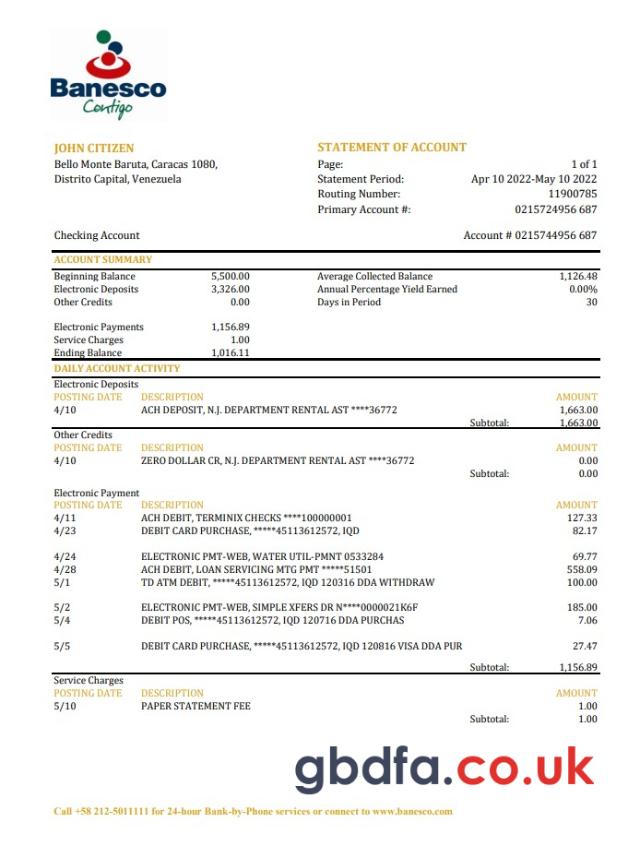 Banesco
Contigo
JOHN CITIZEN
Bello Monte Baruta, Caracas 1080,
Distrito Capital, Venezuela
STATEMENT OF ACCOUNT
Page: 1 of 1
Statement Period: Apr 10 2022-May 10 2022
Routing Number: 11900785
Primary Account #: 0215724956 687
Checking Account Account # 0215744956 687
ACCOUNT SUMMARY
Beginning Balance 5,500.00 Average Collected Balance 1,126.48
Electronic Deposits 3,326.00 Annual Percentage Yield Earned 0.00%
Other Credits 0.00 Days in Period 30
Electronic Payments 1,156.89
Service Charges 1.00
Ending Balance 1,016.11
DAILY ACCOUNT ACTIVITY
Electronic Deposits
POSTING DATE DESCRIPTION AMOUNT
4/10 ACH DEPOSIT, N.J. DEPARTMENT RENTAL AST ****36772 1,663.00
Subtotal: 1,663.00
Other Credits
POSTING DATE DESCRIPTION AMOUNT
4/10 ZERO DOLLAR CR, N.J. DEPARTMENT RENTAL AST ****36772 0.00
Subtotal: 0.00
Electronic Payment
POSTING DATE DESCRIPTION AMOUNT
4/11 ACH DEBIT, TERMINIX CHECKS ****100000001 127.33
4/23 DEBIT CARD PURCHASE, *****45113612572, IQD 82.17
4/24 ELECTRONIC PMT-WEB, WATER UTIL-PMNT 0533284 69.77
4/28 ACH DEBIT, LOAN SERVICING MTG PMT *****51501 558.09
5/1 TD ATM DEBIT, *****45113612572, IQD 120316 DDA WITHDRAW 100.00
5/2 ELECTRONIC PMT-WEB, SIMPLE XFERS DR N****0000021K6F 185.00
5/4 DEBIT POS, *****45113612572, IQD 120716 DDA PURCHAS 7.06
5/5 DEBIT CARD PURCHASE, *****45113612572, IQD 120816 VISA DDA PUR 27.47
Subtotal: 1,156.89
Service Charges
POSTING DATE DESCRIPTION AMOUNT
5/10 PAPER STATEMENT FEE 1.00
Subtotal: 1.00
gbdfa.co.uk
Call +58 212-5011111 for 24-hour Bank-by-Phone services or connect to www.banesco.com